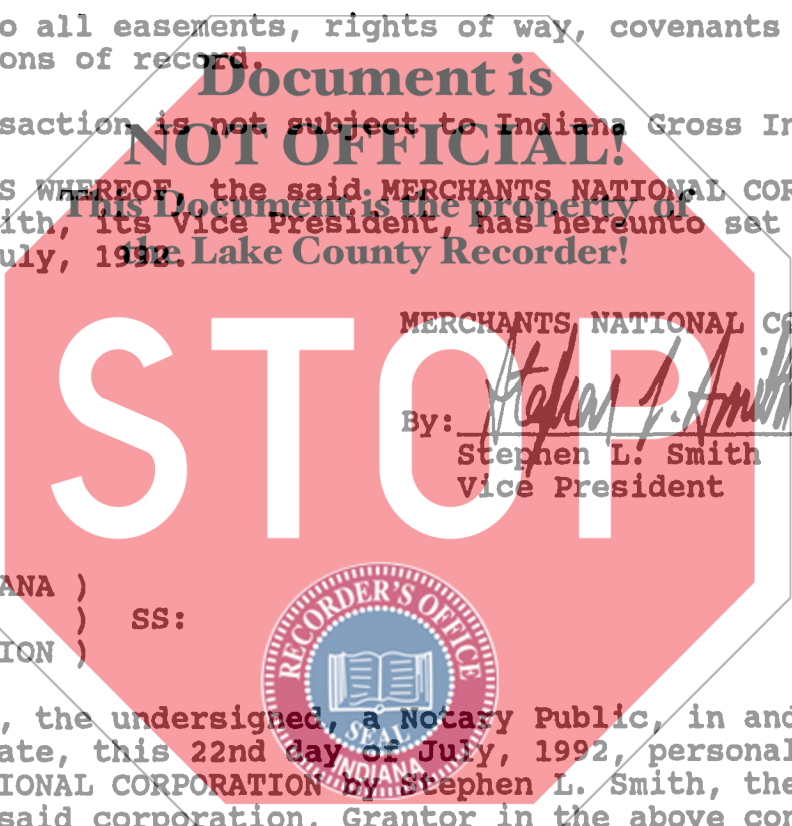 o all easements, rights of way, covenants
ons of record.
Document is
saction is not subject to Indiana Gross In
NOT OFFICIAL!
S WHEREOF, the said MERCHANTS NATIONAL COR
This Document is the property of
ith, its Vice President, has hereunto set
uly, 1992.
the Lake County Recorder!
MERCHANTS NATIONAL CO
STOP
By: Stephen L. Smith
Stephen L. Smith
Vice President
ANA )
) SS:
ION )
RECORDER'S OFFICE
SEAL
INDIANA
, the undersigned, a Notary Public, in and
ate, this 22nd day of July, 1992, personal
IONAL CORPORATION by Stephen L. Smith, the
said corporation, Grantor in the above con